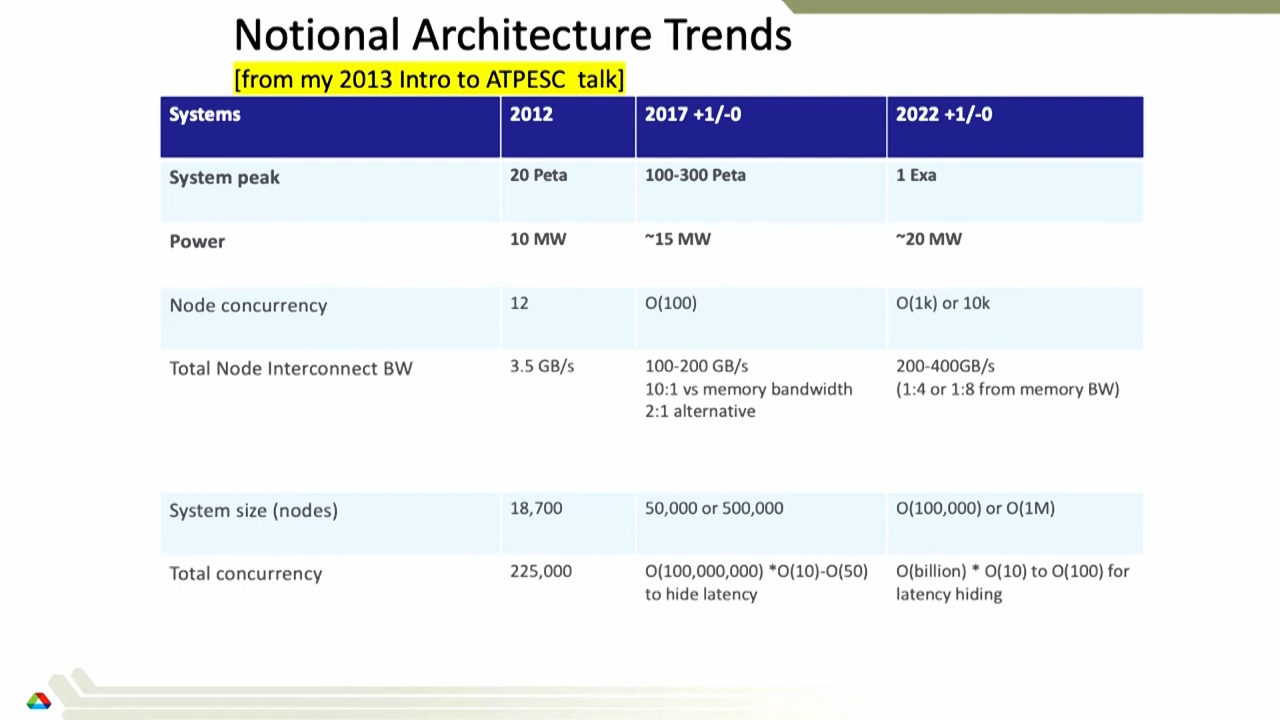 Notional Architecture Trends
[from my 2013 Intro to ATPESC talk]
Systems 2012 2017 +1/-0 2022 +1/-0
System peak 20 Peta 100-300 Peta 1 Exa
Power 10 MW ~15 MW ~20 MW
Node concurrency 12 O(100) O(1k) or 10k
Total Node Interconnect BW 3.5 GB/s 100-200 GB/s 200-400GB/s
10:1 vs memory bandwidth (1:4 or 1:8 from memory BW)
2:1 alternative
System size (nodes) 18,700 50,000 or 500,000 O(100,000) or O(1M)
Total concurrency 225,000 O(100,000,000) *O(10)-O(50) O(billion) * O(10) to O(100) for
to hide latency latency hiding